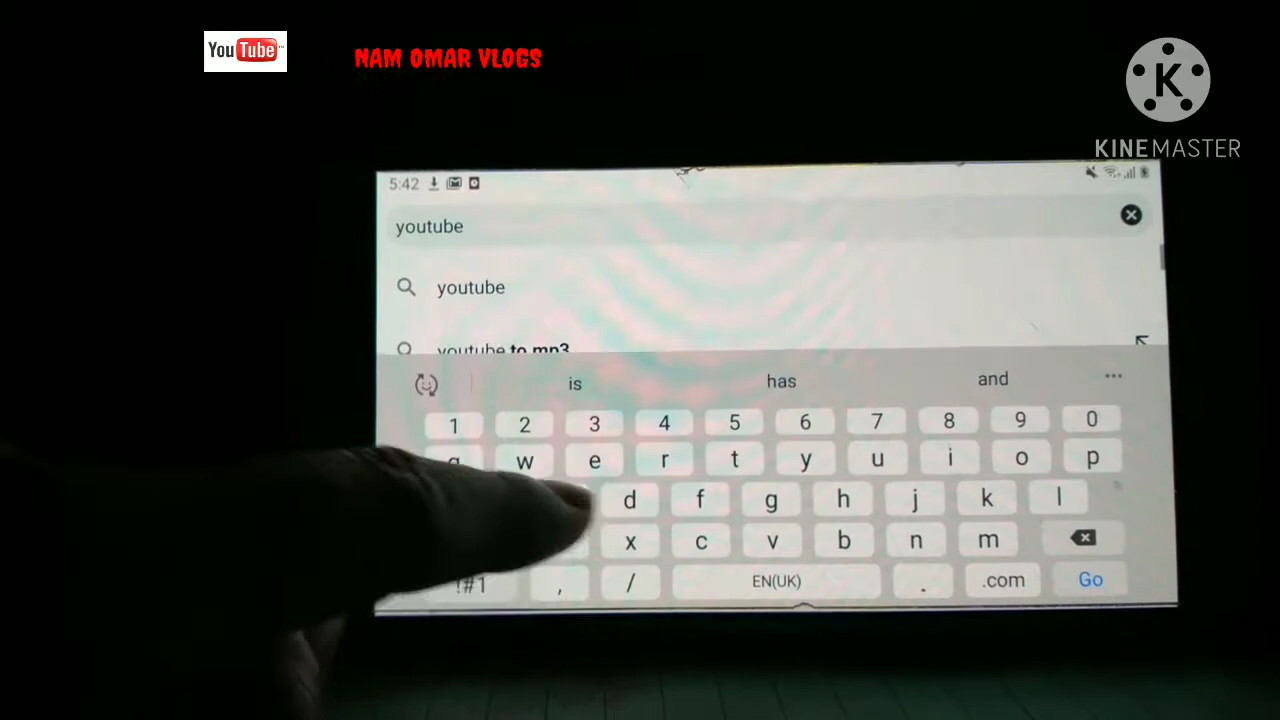 YouTube
NAM OMAR VLOGS
K
KINEMASTER
5:42
youtube
youtube
youtube to mp3
is has and
1 2 3 4 5 6 7 8 9 0
q w e r t y u i o p
d f g h j k l
x c v b n m
!#1 , / EN(UK) . .com Go